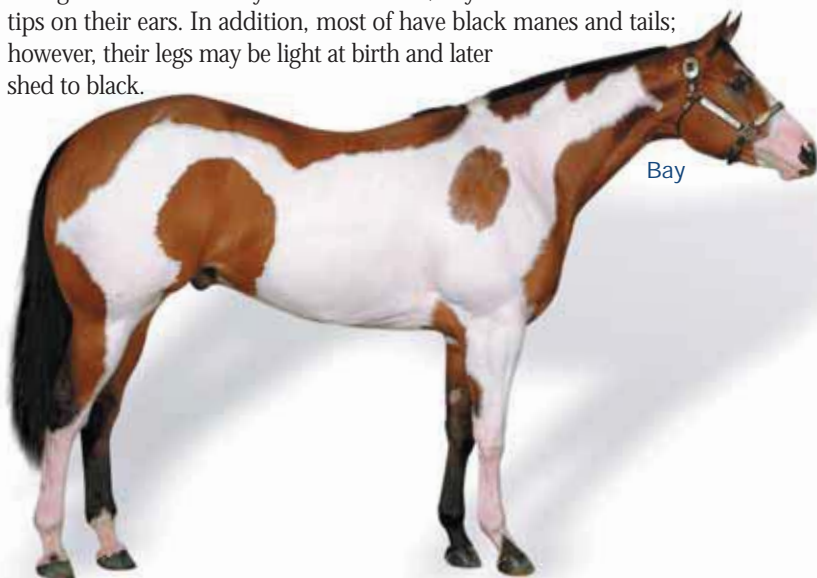 tips on their ears. In addition, most of have black manes and tails;
however, their legs may be light at birth and later
shed to black.
Bay